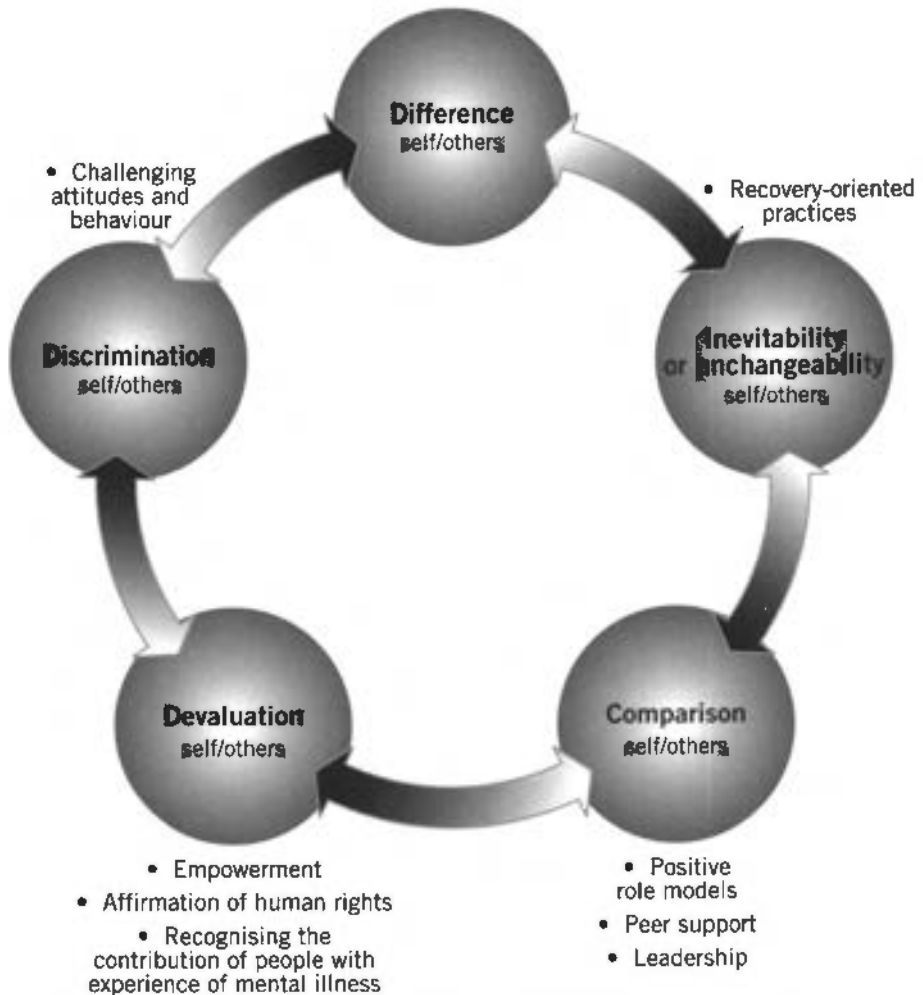 Difference
self/others
• Challenging
attitudes and
behaviour
• Recovery-oriented
practices
Discrimination
self/others
Inevitability
or unchangeability
self/others
Devaluation
self/others
Comparison
self/others
• Empowerment
• Affirmation of human rights
• Recognising the
contribution of people with
experience of mental illness
• Positive
role models
• Peer support
• Leadership